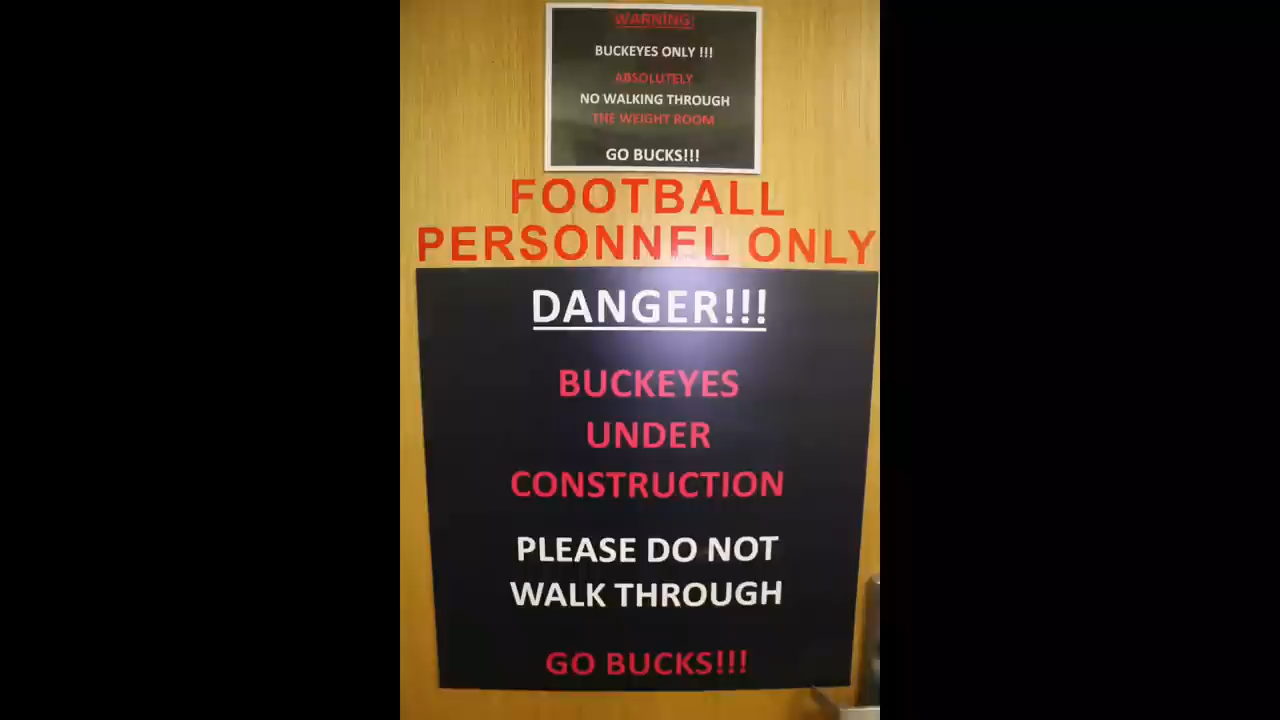 WARNING!
BUCKEYES ONLY !!!
ABSOLUTELY
NO WALKING THROUGH
THE WEIGHT ROOM
GO BUCKS!!!
FOOTBALL
PERSONNEL ONLY
DANGER!!!
BUCKEYES
UNDER
CONSTRUCTION
PLEASE DO NOT
WALK THROUGH
GO BUCKS!!!